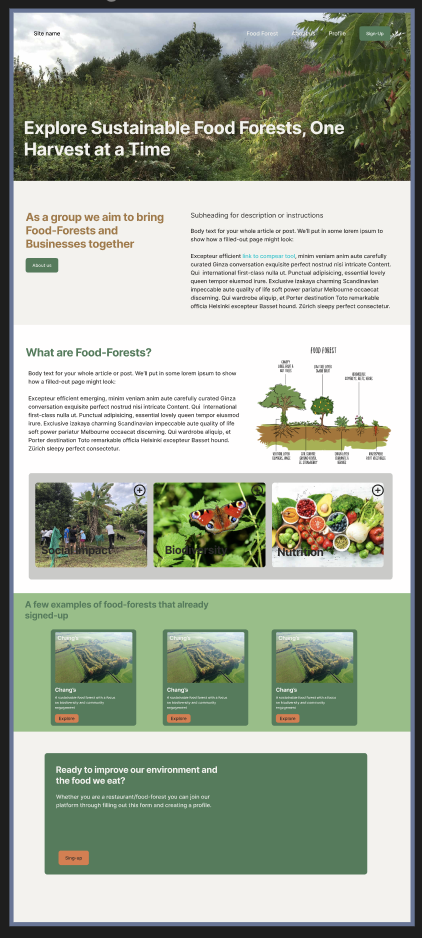 Site name
Food Forest
Profile
Sign-Up
Explore Sustainable Food Forests, One
Harvest at a Time
As a group we aim to bring
Food-Forests and
Businesses together
About us
Subheading for description or instructions
Body text for your whole article or post. We'll put in some lorem ipsum to
show how a filled-out page might look:
Excepteur efficient link to compear tool, minim veniam anim aute carefully
curated Ginza conversation exquisite perfect nostrud nisi intricate Content.
Qui international first-class nulla ut. Punctual adipisicing, essential lovely
queen tempor eiusmod irure. Exclusive izakaya charming Scandinavian
impeccable aute quality of life soft power pariatur Melbourne occaecat
discerning. Qui wardrobe aliquip, et Porter destination Toto remarkable
officia Helsinki excepteur Basset hound. Zürich sleepy perfect consectetur.
What are Food-Forests?
Body text for your whole article or post. We'll put in some lorem ipsum to show
how a filled-out page might look:
Excepteur efficient emerging, minim veniam anim aute carefully curated Ginza
conversation exquisite perfect nostrud nisi intricate Content. Qui international
first-class nulla ut. Punctual adipisicing, essential lovely queen tempor eiusmod
irure. Exclusive izakaya charming Scandinavian impeccable aute quality of life
soft power pariatur Melbourne occaecat discerning. Qui wardrobe aliquip, et
Porter destination Toto remarkable officia Helsinki excepteur Basset hound.
Zürich sleepy perfect consectetur.
FOOD FOREST
Social Impact
Biodiversity
Nutrition
A few examples of food-forests that already
signed-up
Chang's
Chang's
A sustainable food forest with a focus
on biodiversity and community
engagement
Explore
Chang's
Chang's
A sustainable food forest with a focus
on biodiversity and community
engagement
Explore
Chang's
Chang's
A sustainable food forest with a focus
on biodiversity and community
engagement
Explore
Ready to improve our environment and
the food we eat?
Whether you are a restaurant/food-forest you can join our
platform through filling out this form and creating a profile.
Sing-up